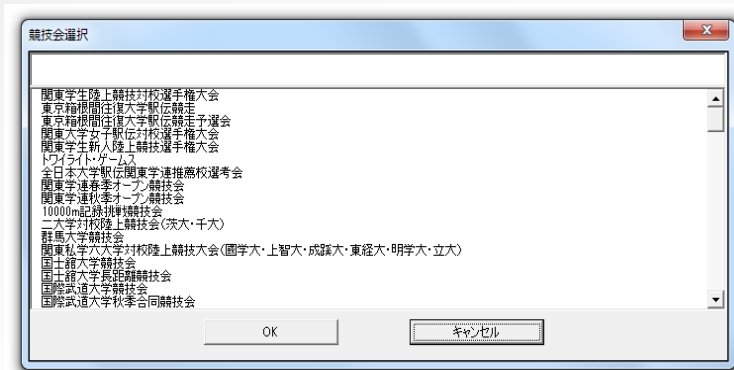 競技会選択
関東学生陸上競技対校選手権大会
東京箱根間往復大学駅伝競走
東京箱根間往復大学駅伝競走予選会
関東大学女子駅伝対校選手権大会
関東学生新人陸上競技選手権大会
トワイライト・ゲームス
全日本大学駅伝関東学連推薦校選考会
関東学連春季オープン競技会
関東学連秋季オープン競技会
10000m記録挑戦競技会
二大学対校陸上競技会(茨大・千大)
群馬大学競技会
関東私学六大学対校陸上競技大会(國学大・上智大・成蹊大・東経大・明学大・立大)
国士舘大学競技会
国士舘大学長距離競技会
国際武道大学競技会
国際武道大学秋季合同競技会
OK
キャンセル